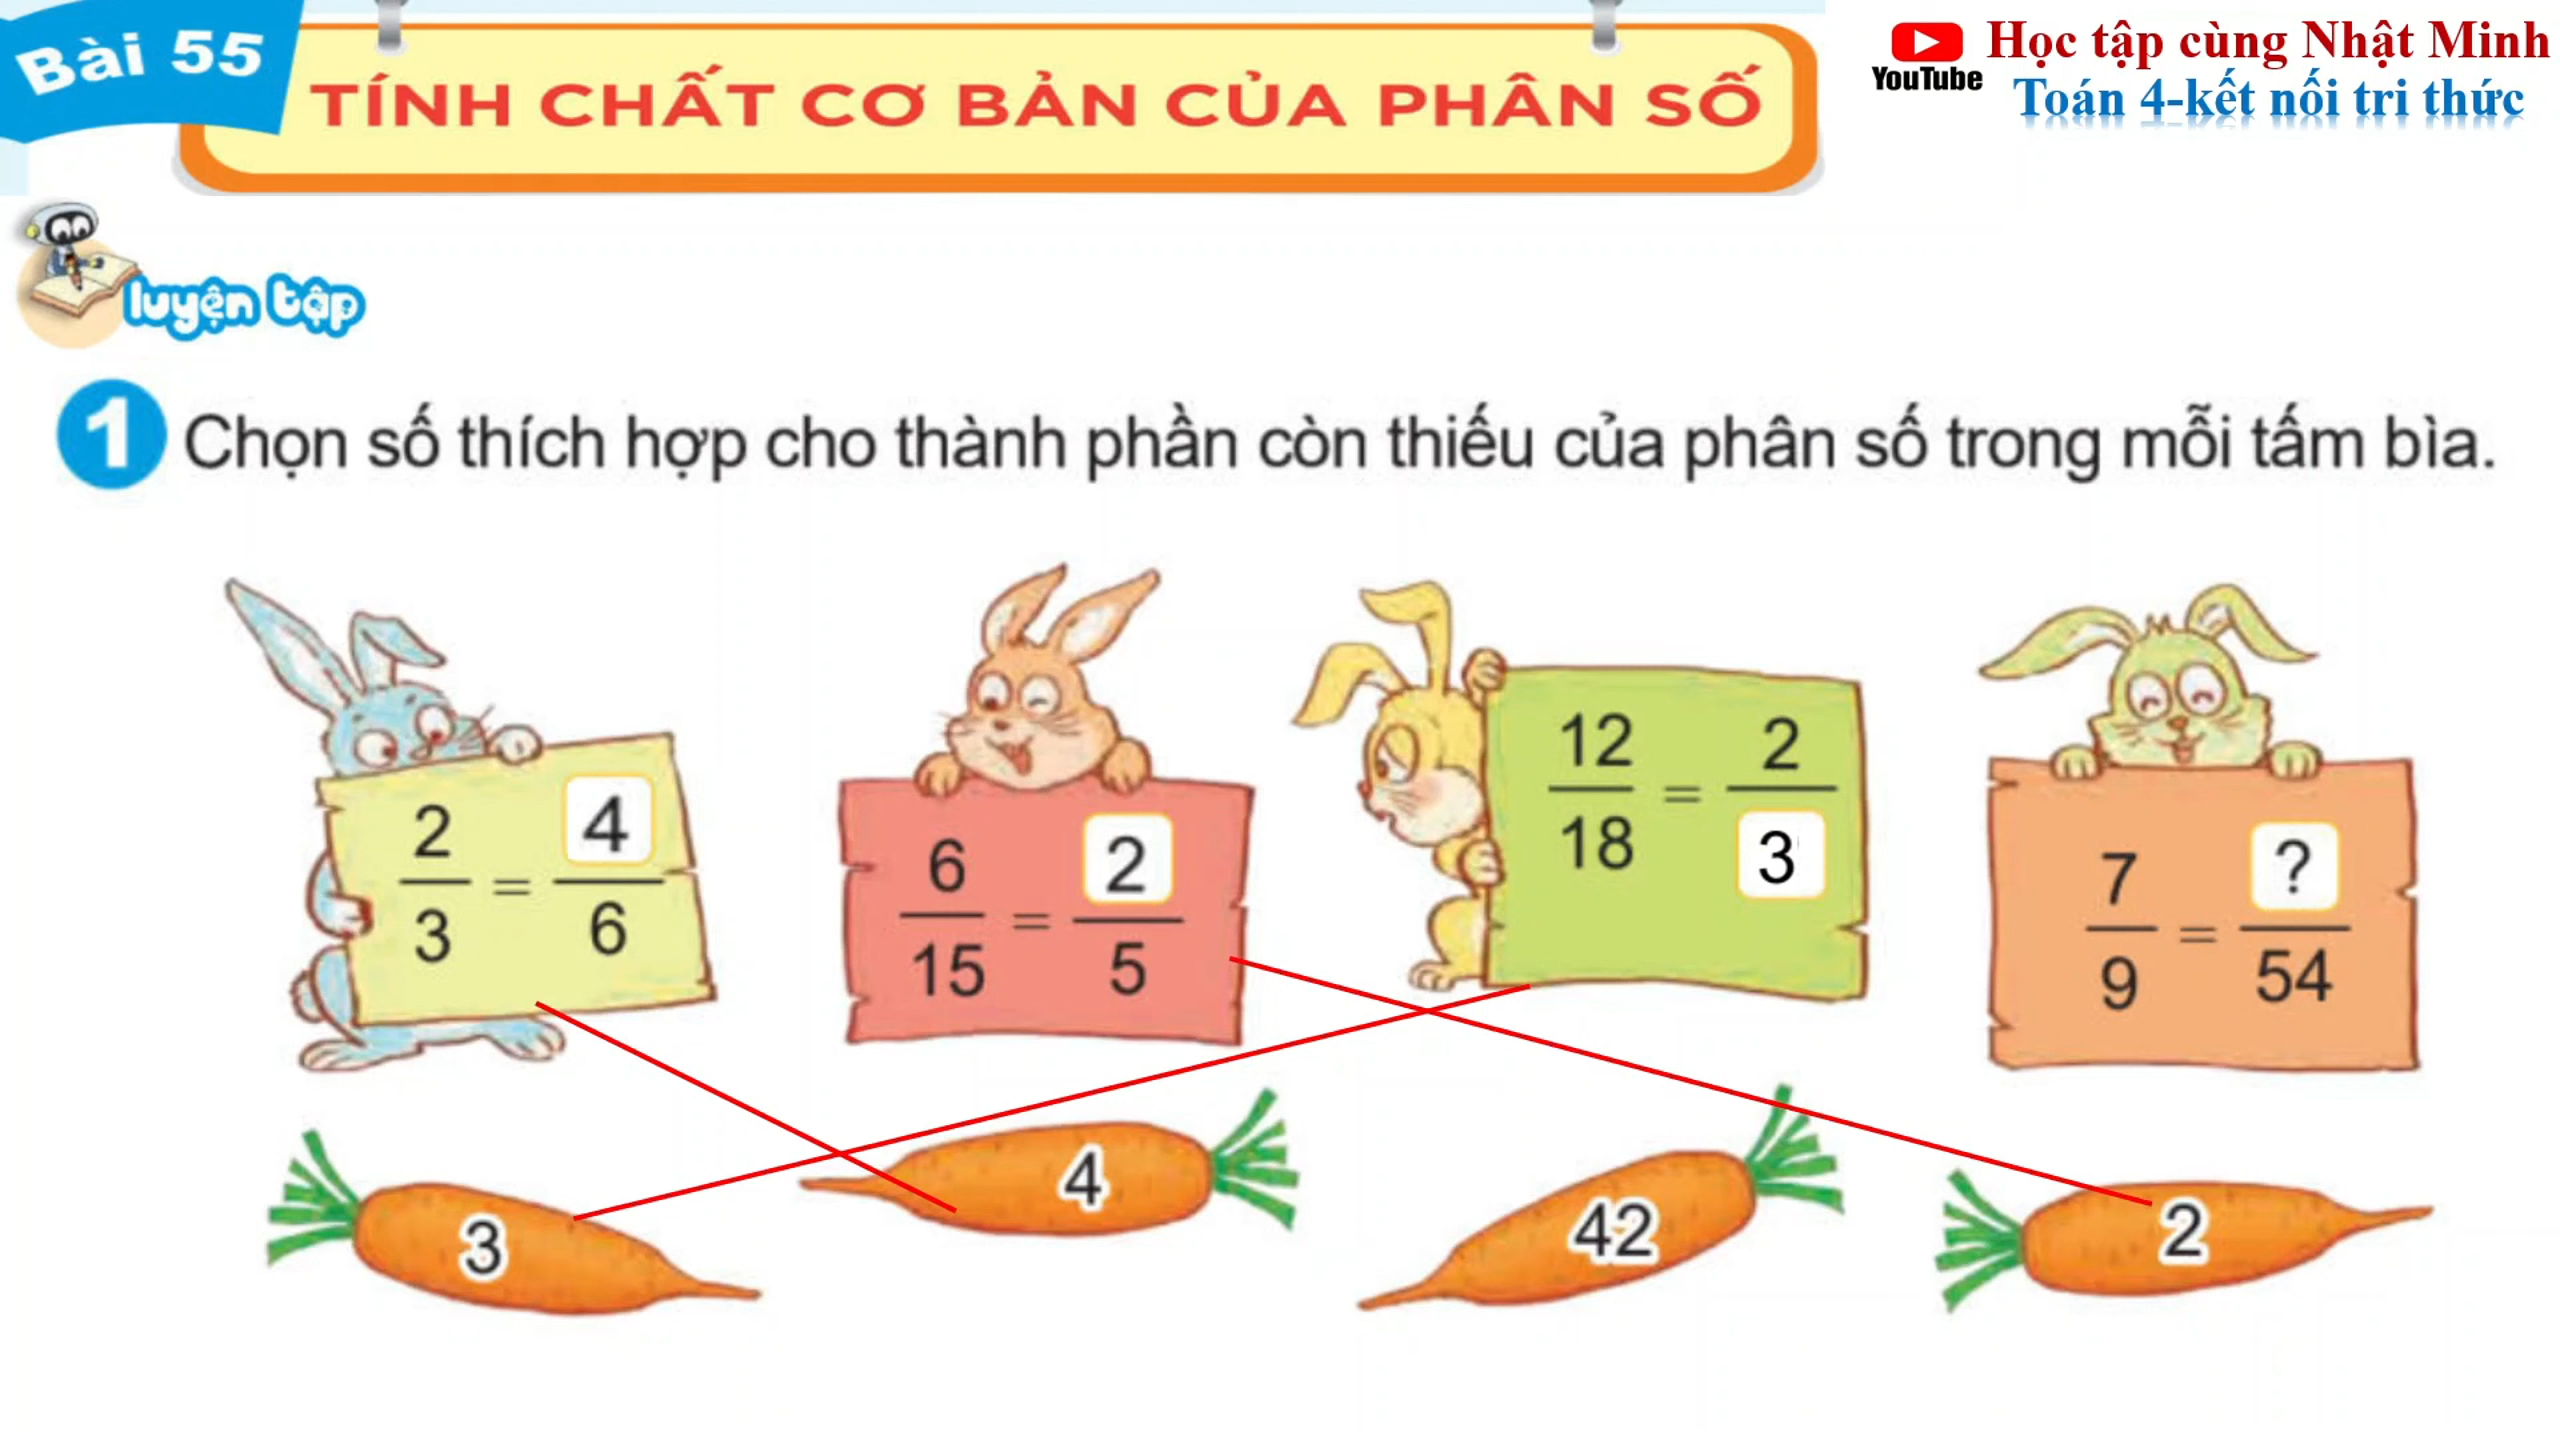 Bài 55
TÍNH CHẤT CƠ BẢN CỦA PHÂN SỐ
YouTube
Học tập cùng Nhật Minh
Toán 4-kết nối tri thức
luyện tập
1 Chọn số thích hợp cho thành phần còn thiếu của phân số trong mỗi tấm bìa.
2/3 = 4/6
6/15 = 2/5
12/18 = 2/3
7/9 = ?/54
3
4
42
2